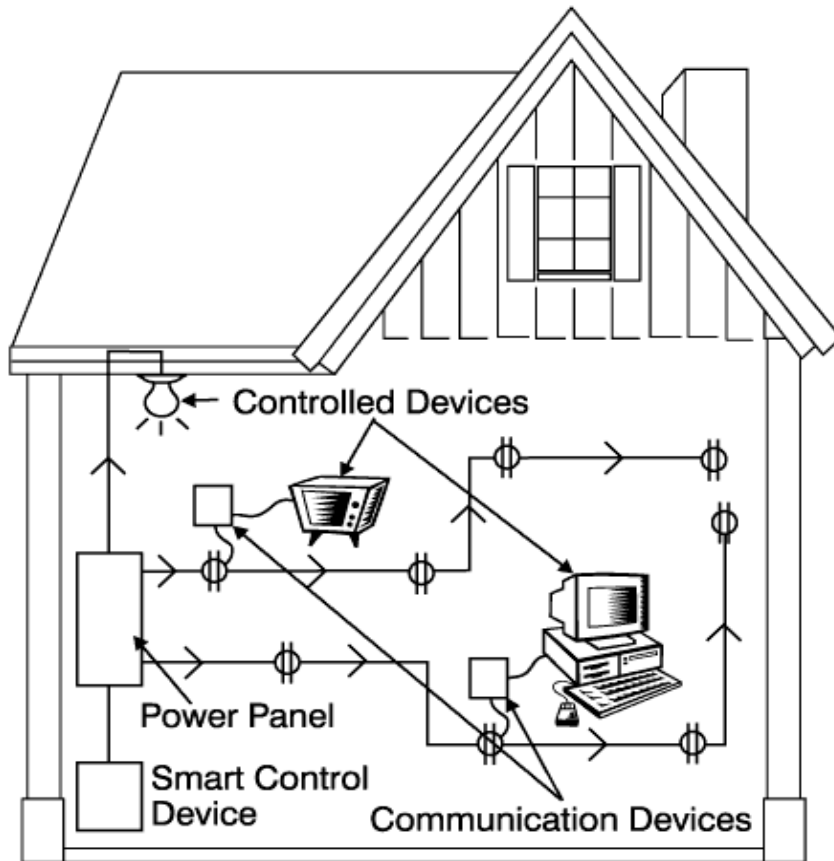 Controlled Devices
Power Panel
Smart Control
Device
Communication Devices